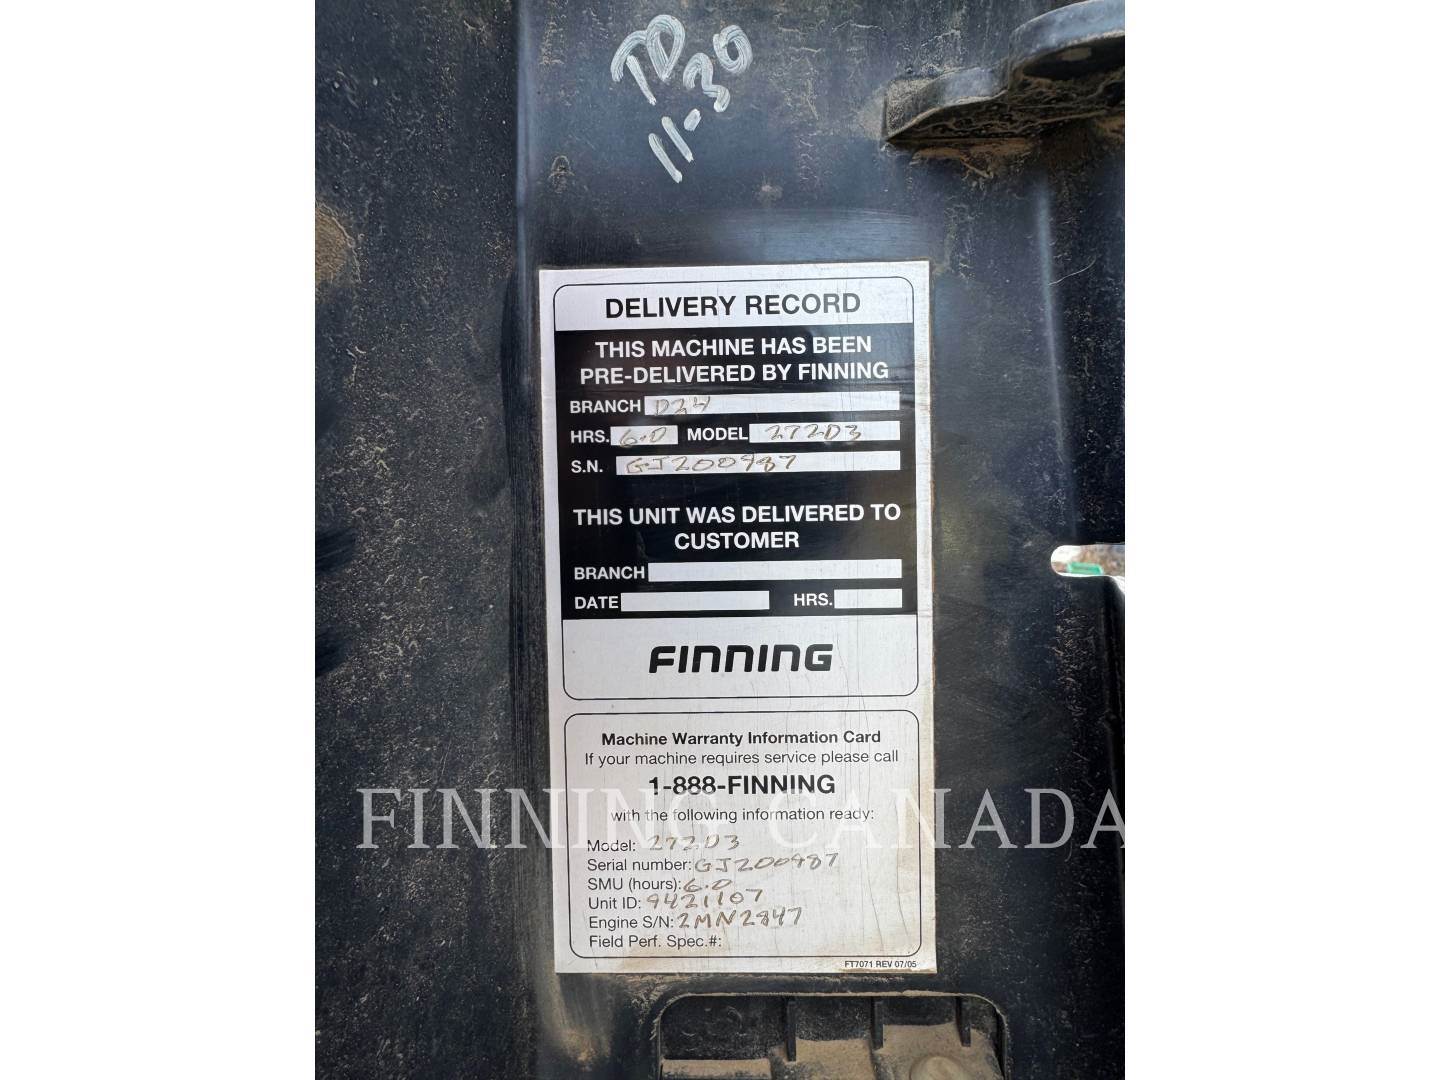 TD
11-30
DELIVERY RECORD
THIS MACHINE HAS BEEN
PRE-DELIVERED BY FINNING
BRANCH D24
HRS. 6.0 MODEL 272D3
S.N. GJ200987
THIS UNIT WAS DELIVERED TO
CUSTOMER
BRANCH
DATE HRS.
FINNING
Machine Warranty Information Card
If your machine requires service please call
1-888-FINNING
with the following information ready:
FINNING CANADA
Model: 272D3
Serial number: GJ200987
SMU (hours): 6.0
Unit ID: 9421107
Engine S/N:
Field Perf. Spec.#:
FT7071 REV 07/05